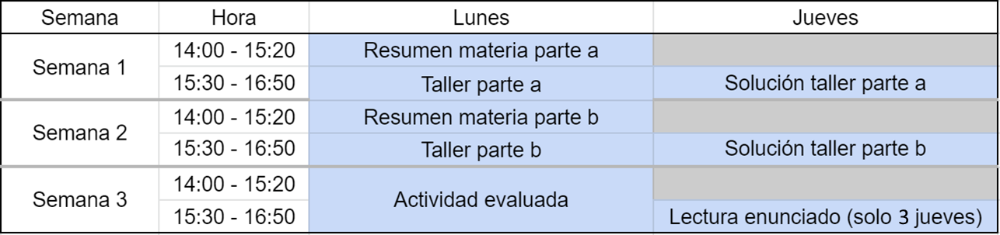 Semana Hora Lunes Jueves
Semana 1
14:00 - 15:20 Resumen materia parte a
15:30 - 16:50 Taller parte a Solución taller parte a
Semana 2
14:00 - 15:20 Resumen materia parte b
15:30 - 16:50 Taller parte b Solución taller parte b
Semana 3
14:00 - 15:20
Actividad evaluada
15:30 - 16:50 Lectura enunciado (solo 3 jueves)